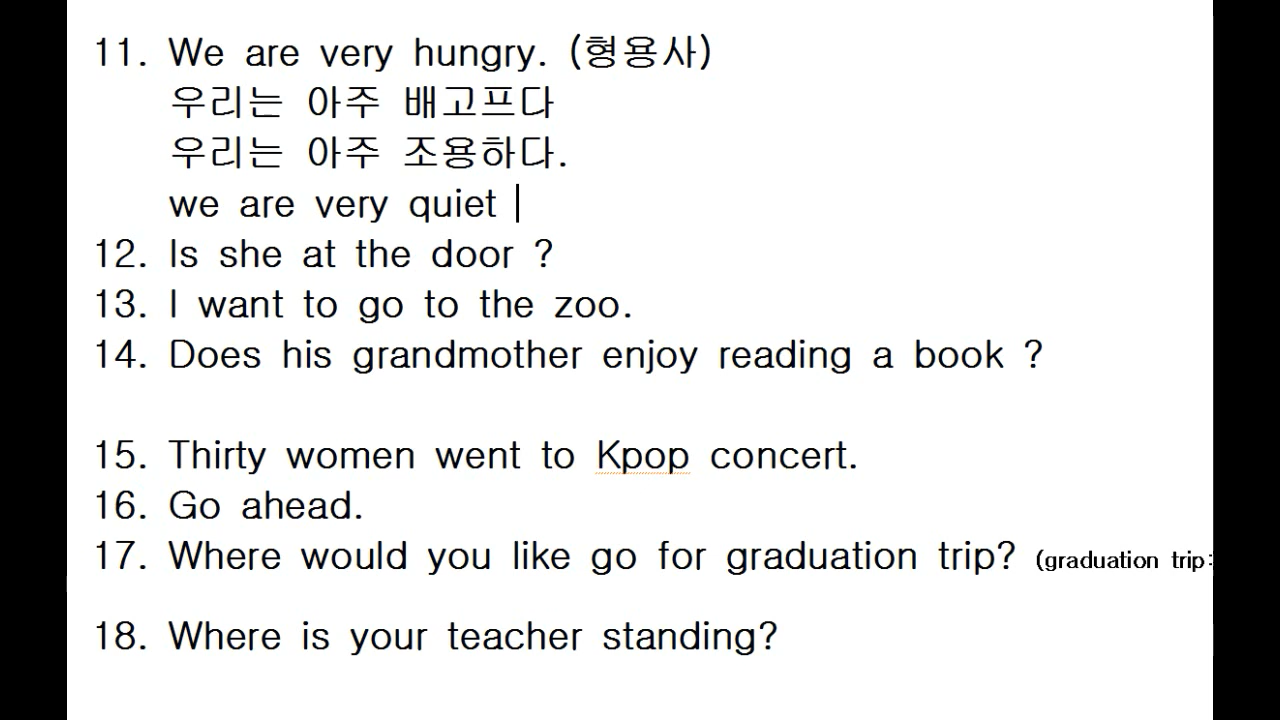 11. We are very hungry. (형용사)
우리는 아주 배고프다
우리는 아주 조용하다.
we are very quiet
12. Is she at the door ?
13. I want to go to the zoo.
14. Does his grandmother enjoy reading a book ?
15. Thirty women went to Kpop concert.
16. Go ahead.
17. Where would you like go for graduation trip? (graduation trip:
18. Where is your teacher standing?